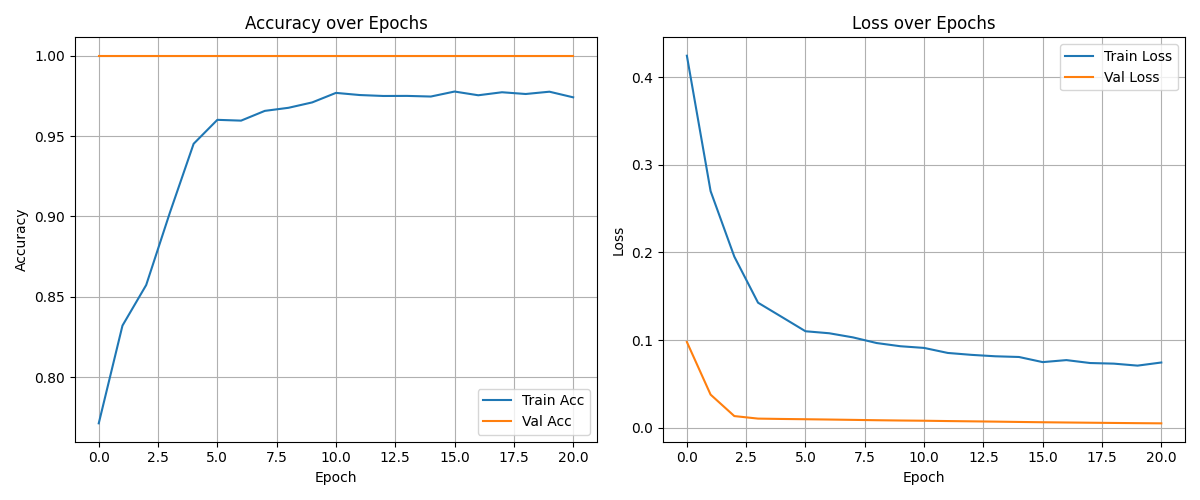 Accuracy over Epochs
1.00
0.95
0.90
0.85
0.80
Accuracy
0.0 2.5 5.0 7.5 10.0 12.5 15.0 17.5 20.0
Epoch
Train Acc
Val Acc
Loss over Epochs
0.4
0.3
0.2
0.1
0.0
Loss
0.0 2.5 5.0 7.5 10.0 12.5 15.0 17.5 20.0
Epoch
Train Loss
Val Loss